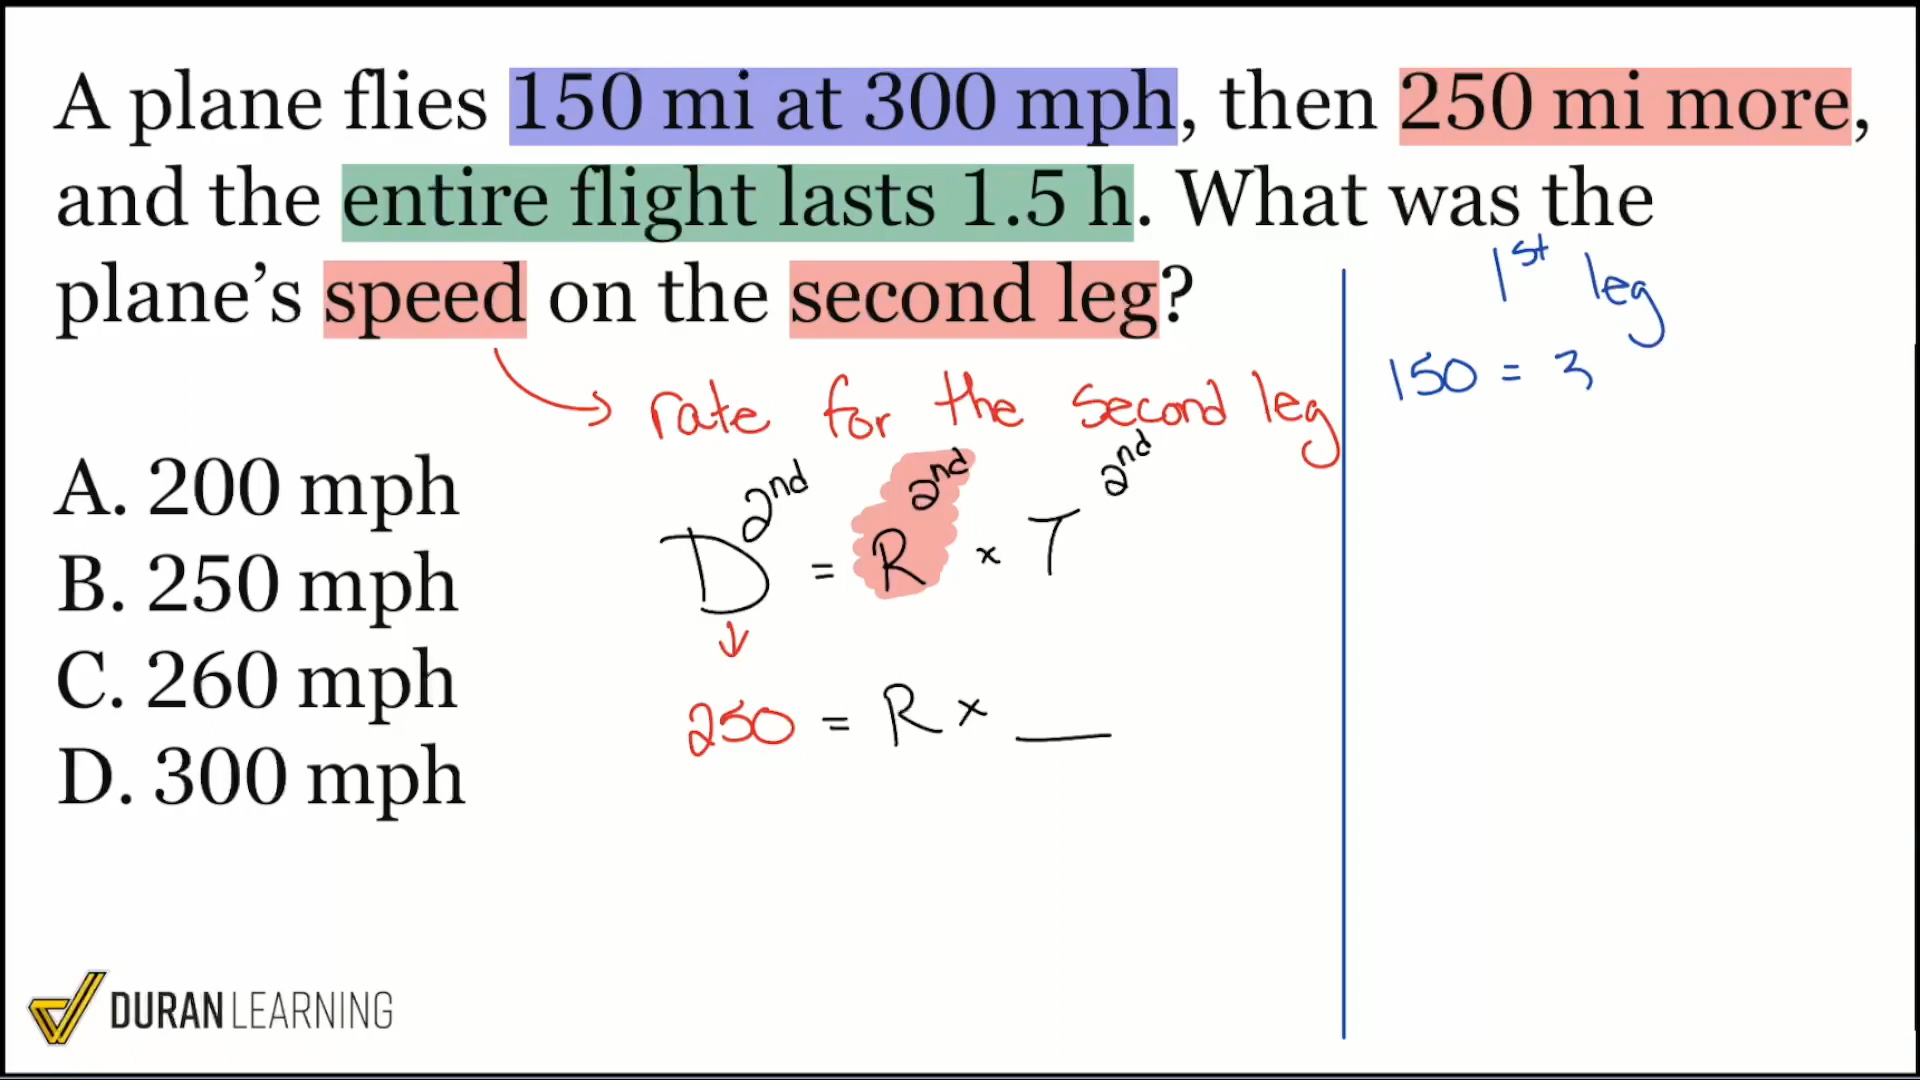 A plane flies 150 mi at 300 mph, then 250 mi more,
and the entire flight lasts 1.5 h. What was the
plane’s speed on the second leg?
1st leg
150 = 3
rate for the second leg
D 2nd = R 2nd x T 2nd
250 = R x __
A. 200 mph
B. 250 mph
C. 260 mph
D. 300 mph
DURAN LEARNING